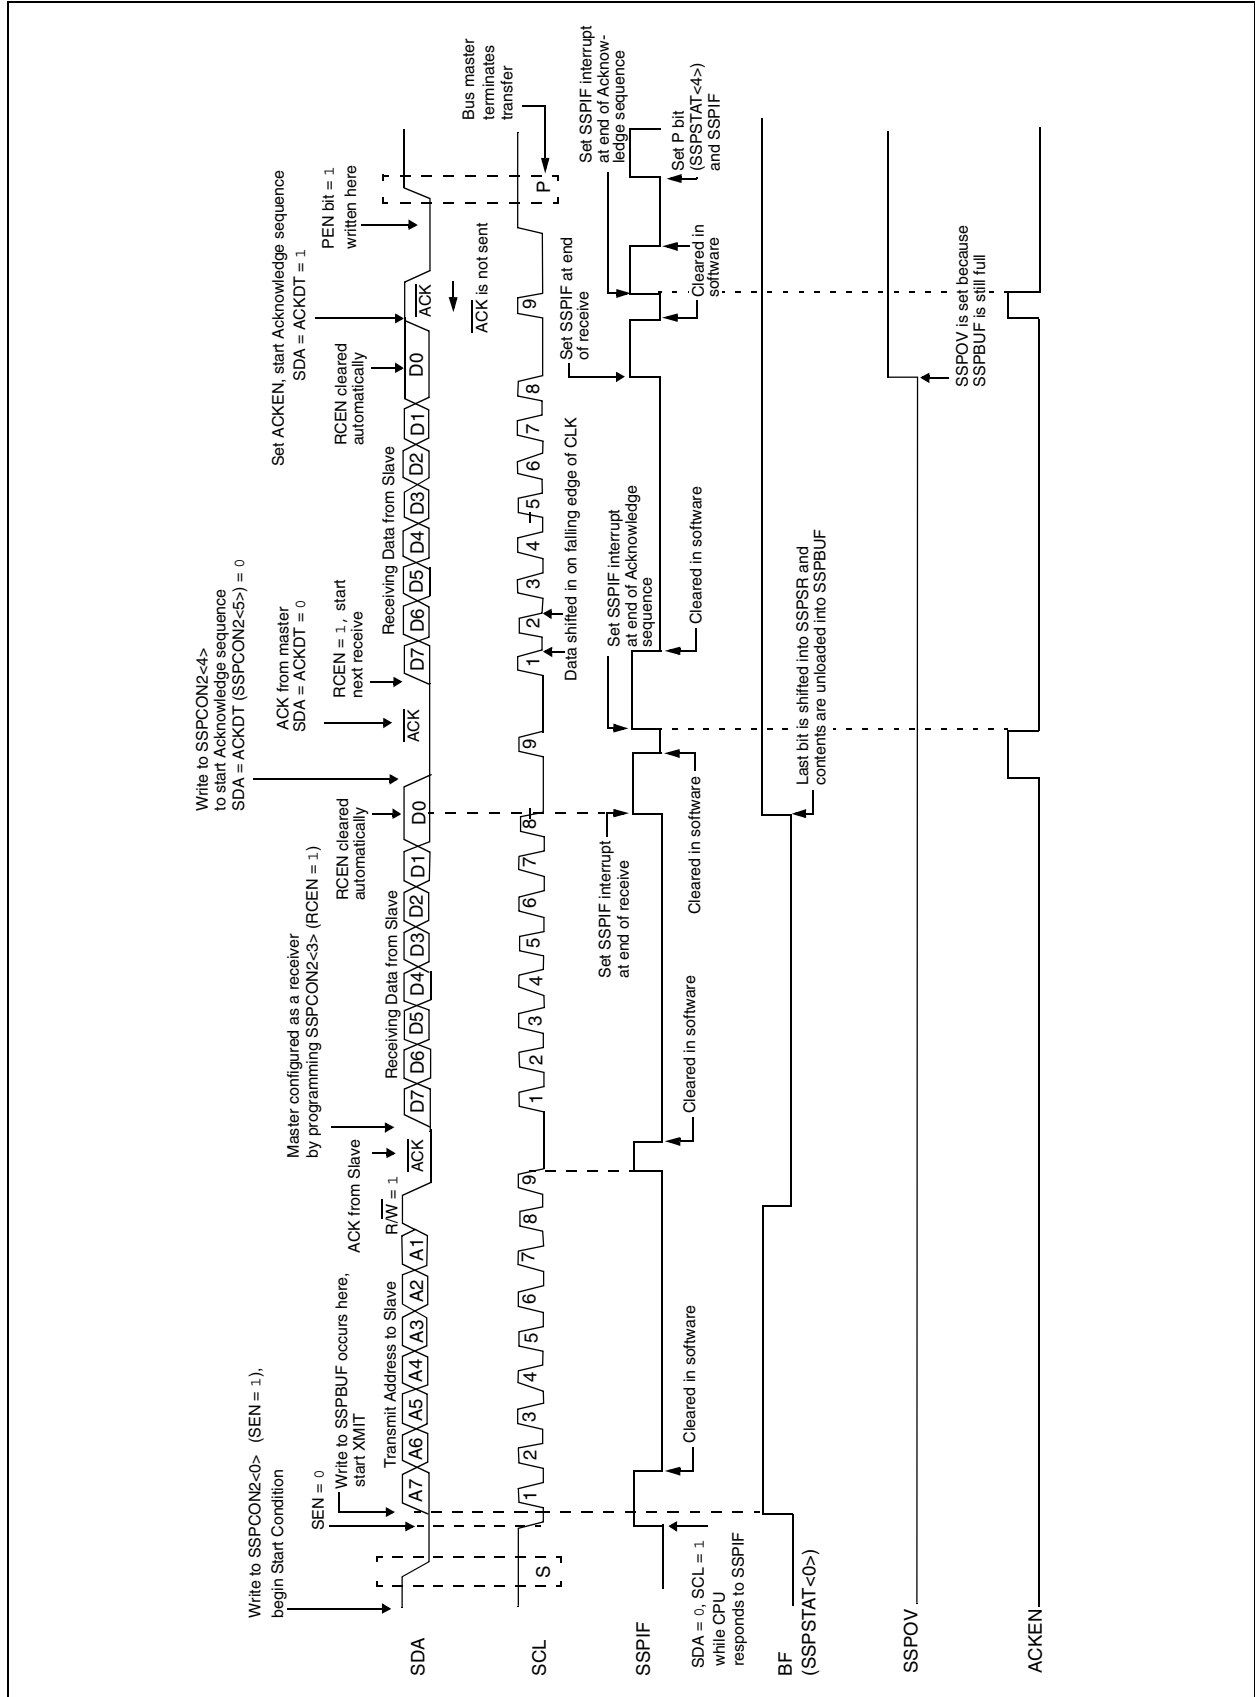 Write to SSPCON2<0> (SEN = 1),
begin Start Condition
SEN = 0
Write to SSPBUF occurs here,
start XMIT
ACK from Slave
Master configured as a receiver
by programming SSPCON2<3> (RCEN = 1)
RCEN cleared
automatically
Write to SSPCON2<4>
to start Acknowledge sequence
SDA = ACKDT (SSPCON2<5>) = 0
ACK from master
SDA = ACKDT = 0
RCEN = 1, start
next receive
RCEN cleared
automatically
Set ACKEN, start Acknowledge sequence
SDA = ACKDT = 1
PEN bit = 1
written here
Transmit Address to Slave
R/W = 1
Receiving Data from Slave
Receiving Data from Slave
SDA
A7 A6 A5 A4 A3 A2 A1 ACK D7 D6 D5 D4 D3 D2 D1 D0 ACK D7 D6 D5 D4 D3 D2 D1 D0 ACK
ACK is not sent
Bus master
terminates
transfer
SCL
S 1 2 3 4 5 6 7 8 9 1 2 3 4 5 6 7 8 9 1 2 3 4 5 6 7 8 9 P
Data shifted in on falling edge of CLK
Set SSPIF interrupt
at end of receive
Set SSPIF interrupt
at end of Acknowledge
sequence
Set SSPIF at end
of receive
Set SSPIF interrupt
at end of Acknow-
ledge sequence
SSPIF
SDA = 0, SCL = 1
while CPU
responds to SSPIF
Cleared in software
Cleared in software
Cleared in software
Cleared in software
Cleared in software
Cleared in
software
Set P bit
(SSPSTAT<4>)
and SSPIF
BF
(SSPSTAT<0>)
Last bit is shifted into SSPSR and
contents are unloaded into SSPBUF
SSPOV
SSPOV is set because
SSPBUF is still full
ACKEN